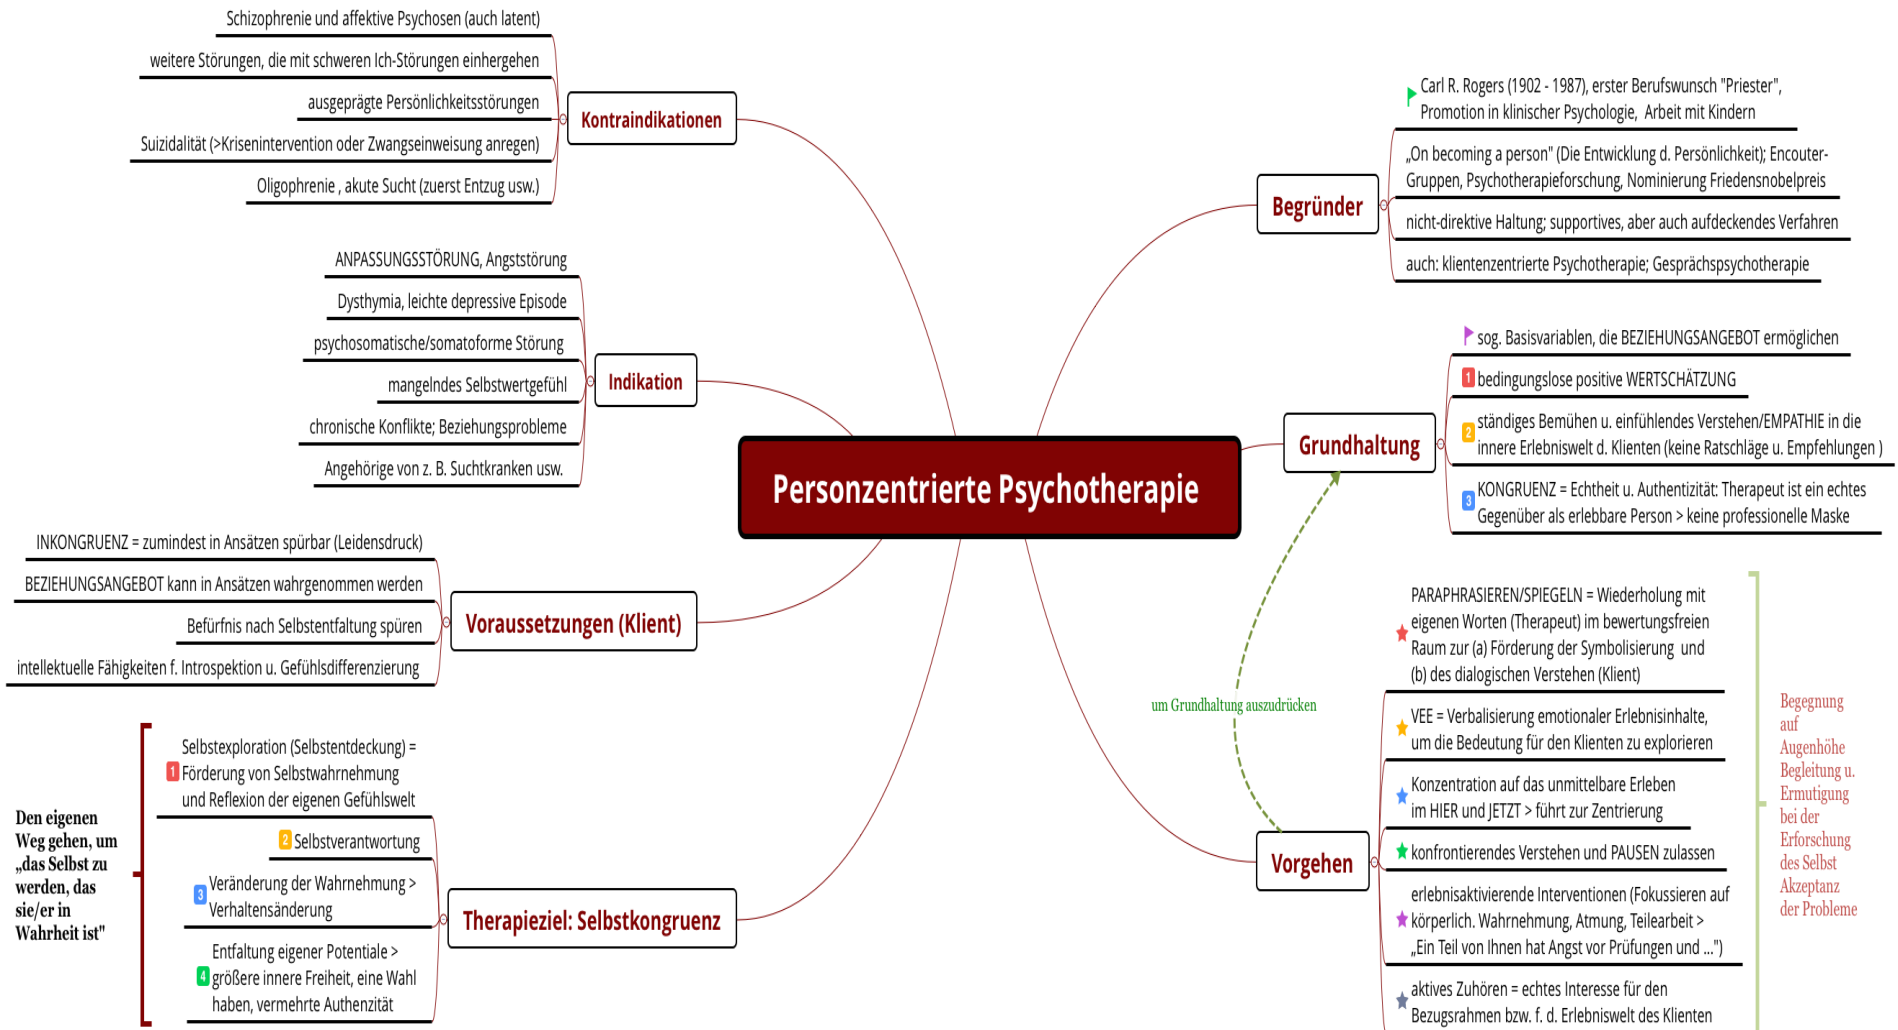 Personzentrierte Psychotherapie
Begründer
Carl R. Rogers (1902 - 1987), erster Berufswunsch "Priester",
Promotion in klinischer Psychologie, Arbeit mit Kindern
„On becoming a person" (Die Entwicklung d. Persönlichkeit); Encouter-
Gruppen, Psychotherapieforschung, Nominierung Friedensnobelpreis
nicht-direktive Haltung; supportives, aber auch aufdeckendes Verfahren
auch: klientenzentrierte Psychotherapie; Gesprächspsychotherapie
Grundhaltung
sog. Basisvariablen, die BEZIEHUNGSANGEBOT ermöglichen
1 bedingungslose positive WERTSCHÄTZUNG
2 ständiges Bemühen u. einfühlendes Verstehen/EMPATHIE in die
innere Erlebniswelt d. Klienten (keine Ratschläge u. Empfehlungen )
3 KONGRUENZ = Echtheit u. Authentizität: Therapeut ist ein echtes
Gegenüber als erlebbare Person > keine professionelle Maske
um Grundhaltung auszudrücken
Vorgehen
PARAPHRASIEREN/SPIEGELN = Wiederholung mit
eigenen Worten (Therapeut) im bewertungsfreien
Raum zur (a) Förderung der Symbolisierung und
(b) des dialogischen Verstehen (Klient)
VEE = Verbalisierung emotionaler Erlebnisinhalte,
um die Bedeutung für den Klienten zu explorieren
Konzentration auf das unmittelbare Erleben
im HIER und JETZT > führt zur Zentrierung
konfrontierendes Verstehen und PAUSEN zulassen
erlebnisaktivierende Interventionen (Fokussieren auf
körperlich. Wahrnehmung, Atmung, Teilearbeit >
„Ein Teil von Ihnen hat Angst vor Prüfungen und ...")
aktives Zuhören = echtes Interesse für den
Bezugsrahmen bzw. f. d. Erlebniswelt des Klienten
Begegnung
auf
Augenhöhe
Begleitung u.
Ermutigung
bei der
Erforschung
des Selbst
Akzeptanz
der Probleme
Kontraindikationen
Schizophrenie und affektive Psychosen (auch latent)
weitere Störungen, die mit schweren Ich-Störungen einhergehen
ausgeprägte Persönlichkeitsstörungen
Suizidalität (>Krisenintervention oder Zwangseinweisung anregen)
Oligophrenie , akute Sucht (zuerst Entzug usw.)
Indikation
ANPASSUNGSSTÖRUNG, Angststörung
Dysthymia, leichte depressive Episode
psychosomatische/somatoforme Störung
mangelndes Selbstwertgefühl
chronische Konflikte; Beziehungsprobleme
Angehörige von z. B. Suchtkranken usw.
Voraussetzungen (Klient)
INKONGRUENZ = zumindest in Ansätzen spürbar (Leidensdruck)
BEZIEHUNGSANGEBOT kann in Ansätzen wahrgenommen werden
Befürfnis nach Selbstentfaltung spüren
intellektuelle Fähigkeiten f. Introspektion u. Gefühlsdifferenzierung
Therapieziel: Selbstkongruenz
Selbstexploration (Selbstentdeckung) =
1 Förderung von Selbstwahrnehmung
und Reflexion der eigenen Gefühlswelt
2 Selbstverantwortung
3 Veränderung der Wahrnehmung >
Verhaltensänderung
Entfaltung eigener Potentiale >
4 größere innere Freiheit, eine Wahl
haben, vermehrte Authenzität
Den eigenen
Weg gehen, um
„das Selbst zu
werden, das
sie/er in
Wahrheit ist"